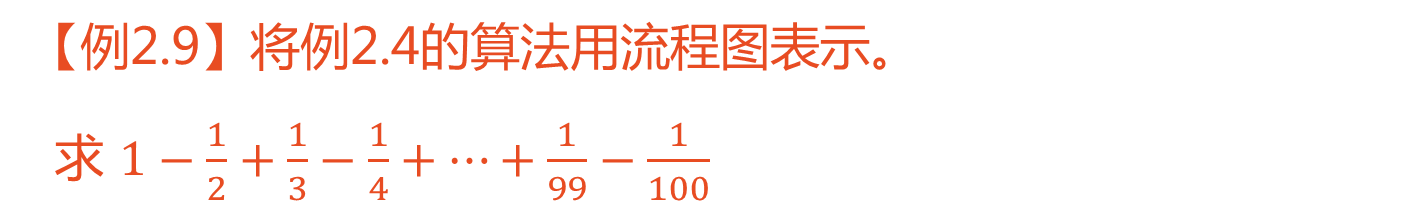 【例2.9】将例2.4的算法用流程图表示。
求 1 − 1/2 + 1/3 − 1/4 + ⋯ + 1/99 − 1/100